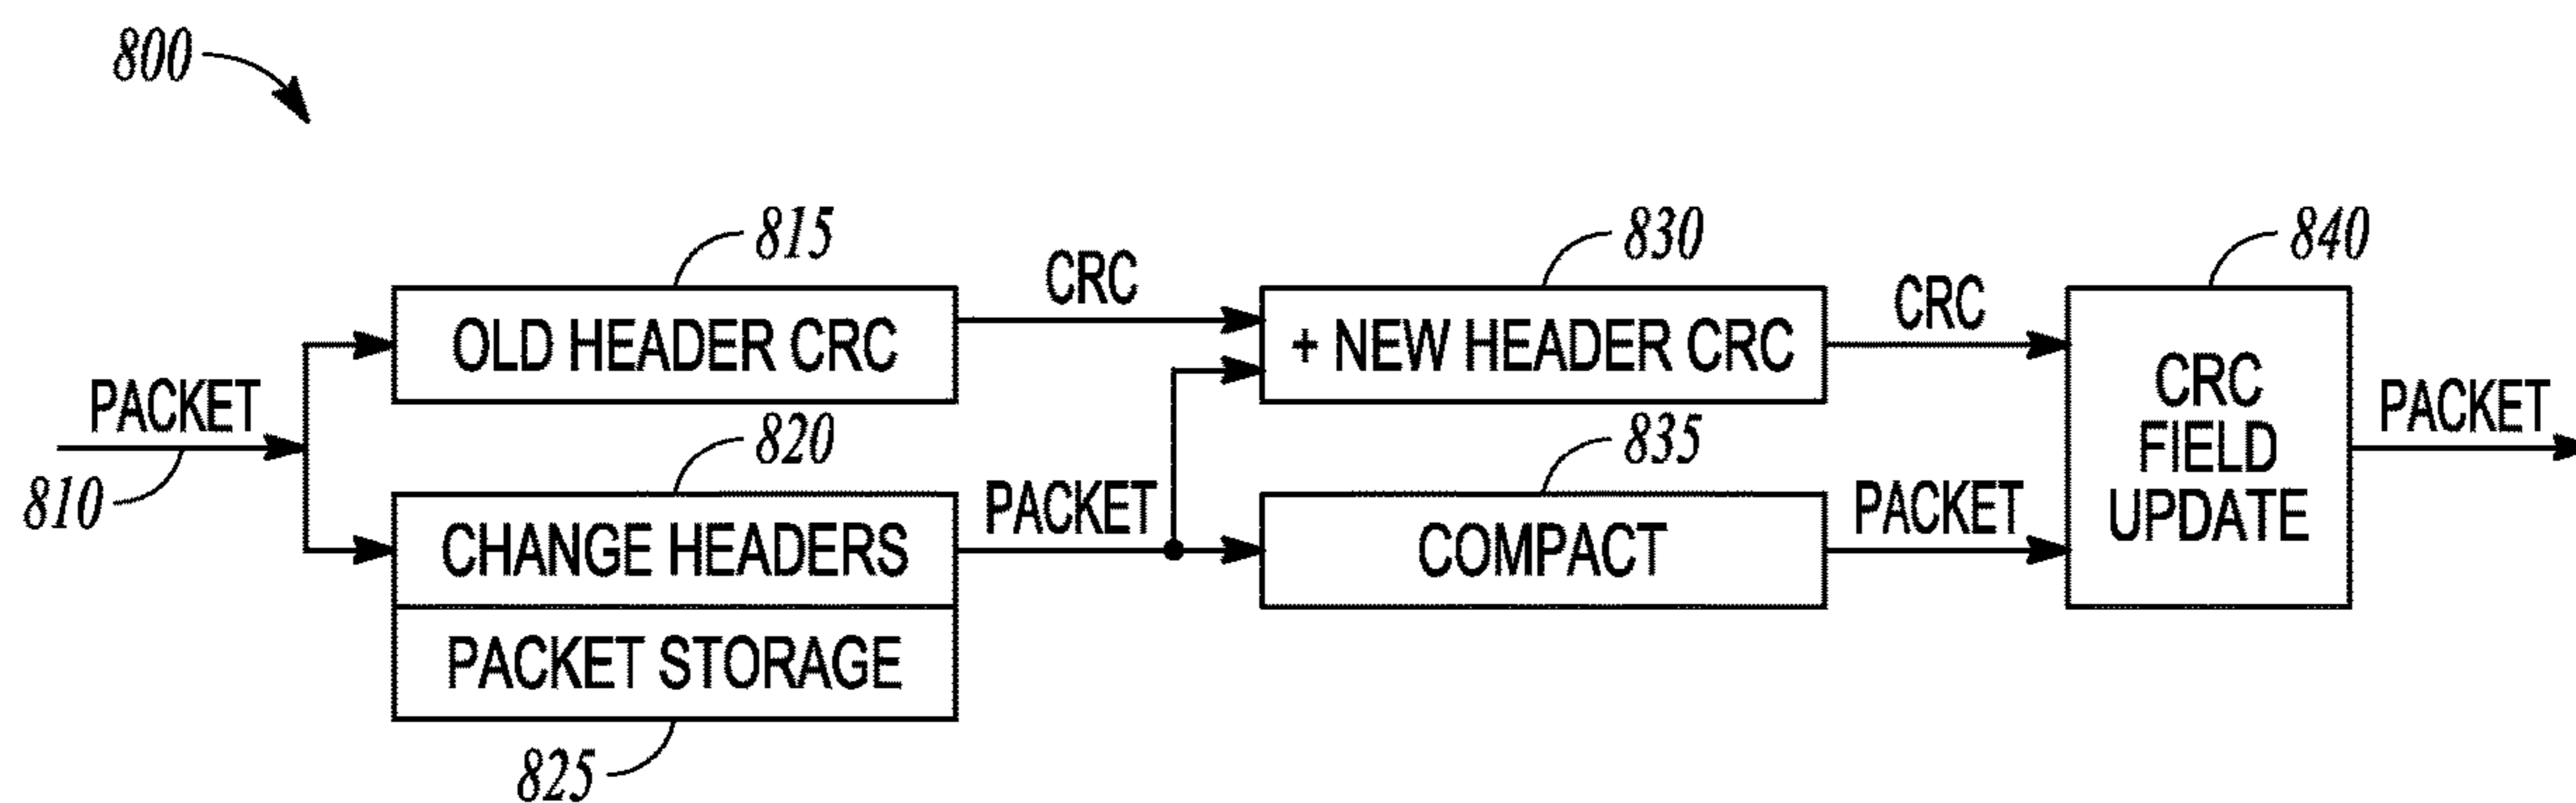 800
815
830
840
CRC
CRC
OLD HEADER CRC
+ NEW HEADER CRC
PACKET
810
820
835
CRC
FIELD
UPDATE
PACKET
CHANGE HEADERS
PACKET
COMPACT
PACKET
PACKET STORAGE
825